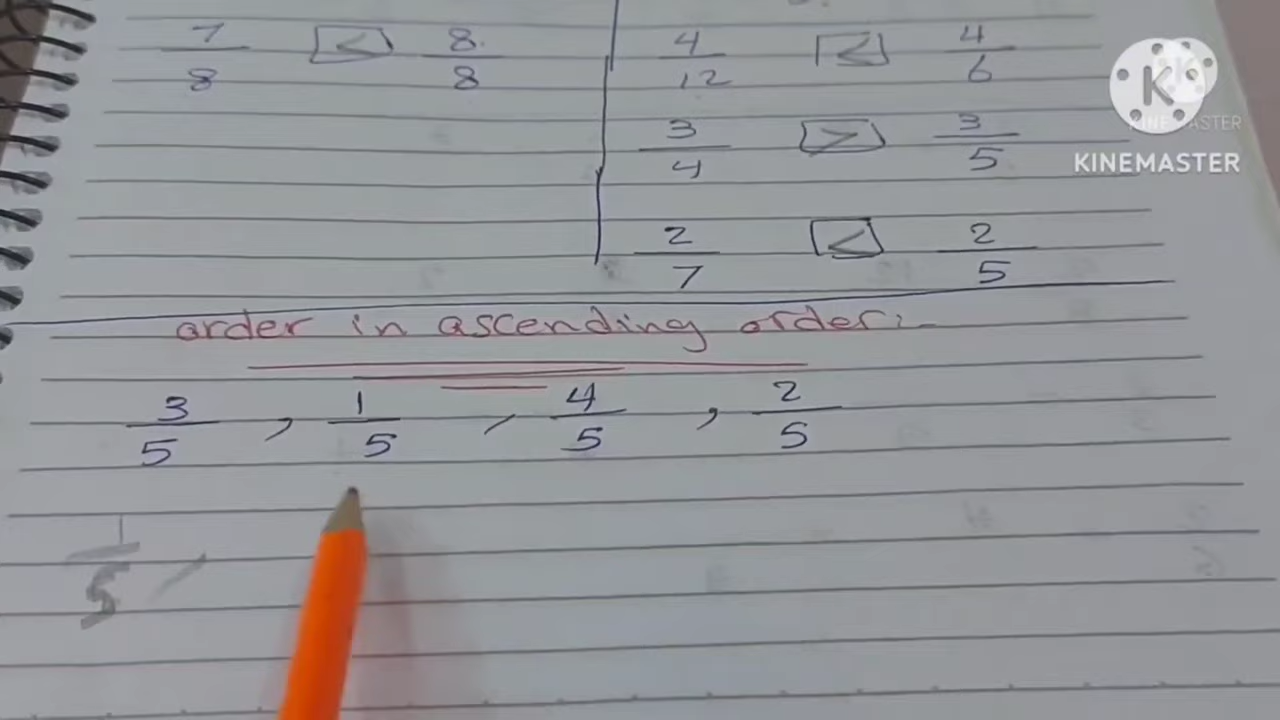 7/8 < 8/8
4/12 < 4/6
3/4 > 3/5
2/7 < 2/5
order in ascending order:-
3/5 , 1/5 , 4/5 , 2/5
1/5 ,
K
KINEMASTER
KINEMASTER